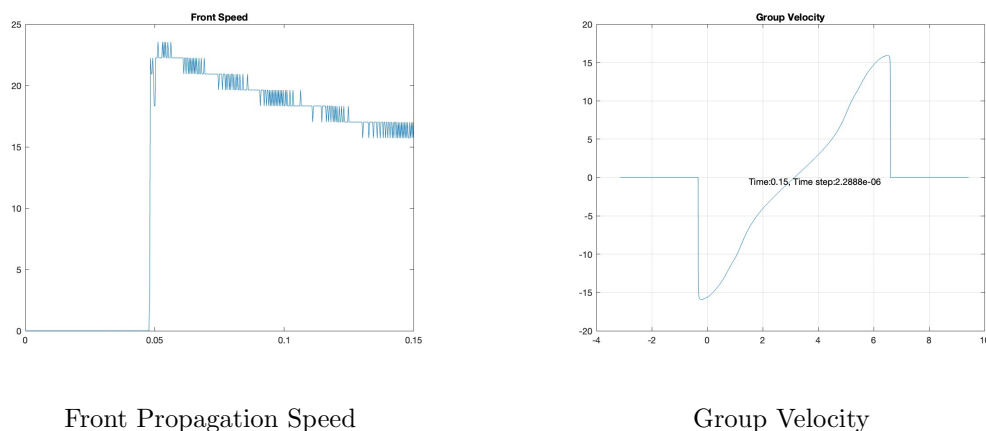 Front Speed
25
20
15
10
5
0
0 0.05 0.1 0.15
Group Velocity
20
15
10
5
0
-5
-10
-15
-20
Time:0.15, Time step:2.2888e-06
-4 -2 0 2 4 6 8 10
Front Propagation Speed
Group Velocity